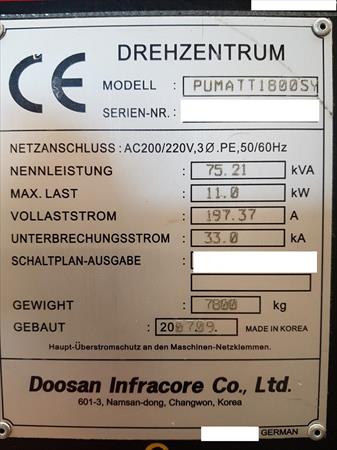 CE
DREHZENTRUM
MODELL : PUMATT1800SY
SERIEN-NR. :
NETZANSCHLUSS : AC200/220V,3Ø.PE,50/60Hz
NENNLEISTUNG : 75.21 kVA
MAX. LAST : 11.0 kW
VOLLASTSTROM : 197.37 A
UNTERBRECHUNGSSTROM : 33.0 kA
SCHALTPLAN-AUSGABE :
GEWIGHT : 7800 kg
GEBAUT : 2007.09. MADE IN KOREA
Haupt-Überstromschutz an den Maschinen-Netzklemmen.
Doosan Infracore Co., Ltd.
601-3, Namsan-dong, Changwon, Korea
GERMAN